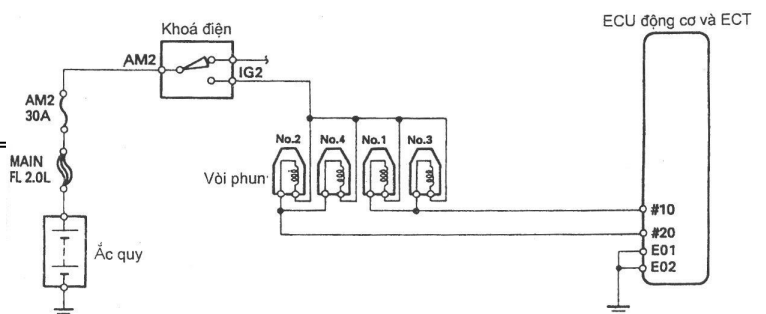 ECU động cơ và ECT
Khoá điện
AM2
IG2
AM2
30A
No.2
No.4
No.1
No.3
MAIN
FL 2.0L
Vòi phun
#10
#20
E01
E02
Ắc quy